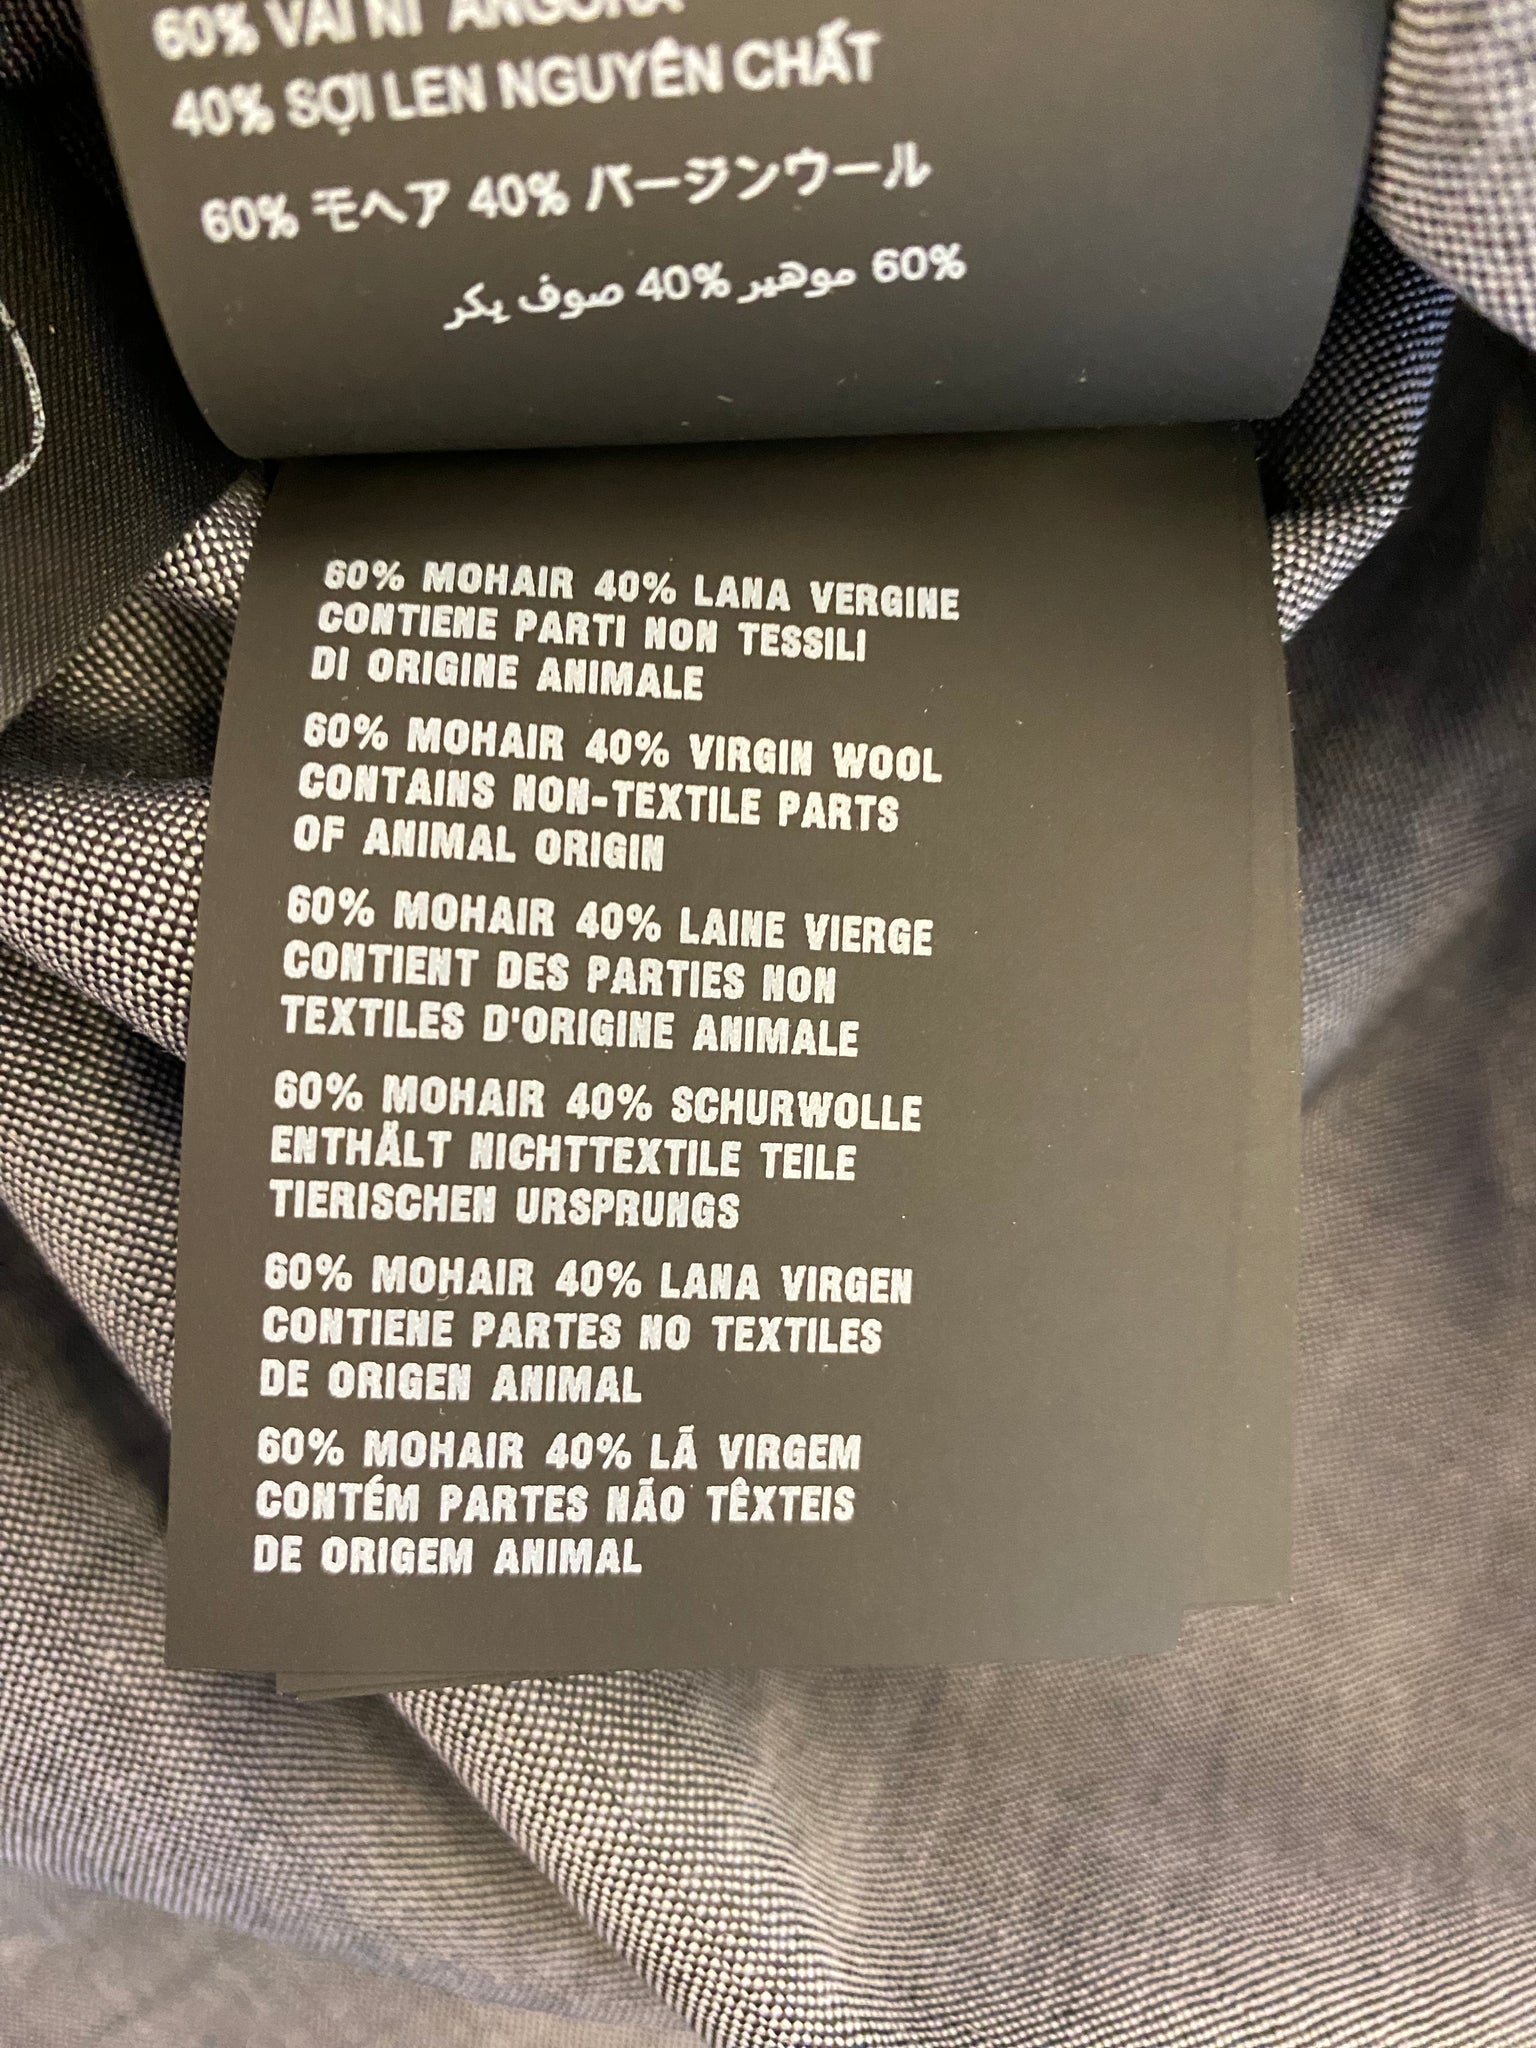 60% VẢI NỈ ANGORA
40% SỢI LEN NGUYÊN CHẤT
60% モヘア 40% バージンウール
60% موهير 40% صوف بكر
60% MOHAIR 40% LANA VERGINE
CONTIENE PARTI NON TESSILI
DI ORIGINE ANIMALE
60% MOHAIR 40% VIRGIN WOOL
CONTAINS NON-TEXTILE PARTS
OF ANIMAL ORIGIN
60% MOHAIR 40% LAINE VIERGE
CONTIENT DES PARTIES NON
TEXTILES D'ORIGINE ANIMALE
60% MOHAIR 40% SCHURWOLLE
ENTHÄLT NICHTTEXTILE TEILE
TIERISCHEN URSPRUNGS
60% MOHAIR 40% LANA VIRGEN
CONTIENE PARTES NO TEXTILES
DE ORIGEN ANIMAL
60% MOHAIR 40% LÃ VIRGEM
CONTÉM PARTES NÃO TÊXTEIS
DE ORIGEM ANIMAL